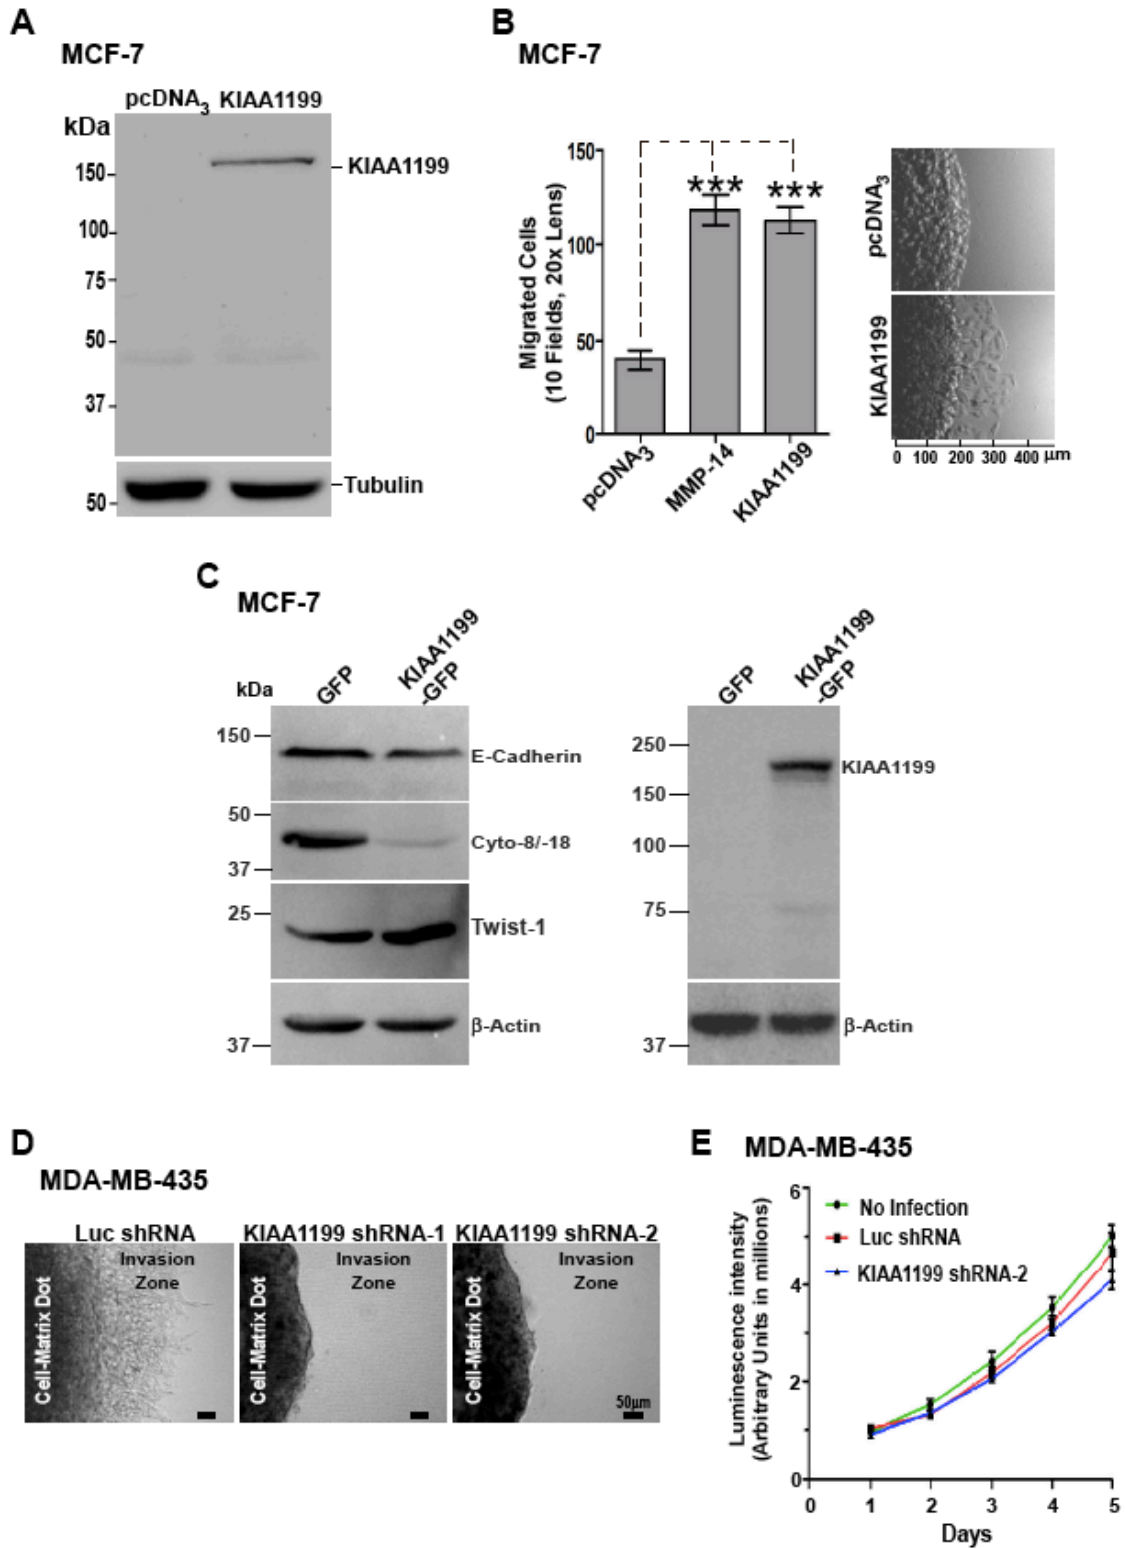 A
MCF-7
pcDNA3 KIAA1199
kDa
150
100
75
50
37
50
KIAA1199
Tubulin
B
MCF-7
Migrated Cells
(10 Fields, 20x Lens)
150
100
50
0
*** ***
pcDNA3
MMP-14
KIAA1199
pcDNA3
KIAA1199
0 100 200 300 400 μm
C
MCF-7
kDa
GFP
KIAA1199
-GFP
150
E-Cadherin
50
Cyto-8/-18
37
25
Twist-1
β-Actin
37
GFP
KIAA1199
-GFP
250
KIAA1199
150
100
75
β-Actin
37
D
MDA-MB-435
Luc shRNA
Cell-Matrix Dot
Invasion
Zone
KIAA1199 shRNA-1
Cell-Matrix Dot
Invasion
Zone
KIAA1199 shRNA-2
Cell-Matrix Dot
Invasion
Zone
50μm
E
MDA-MB-435
Luminescence intensity
(Arbitrary Units in millions)
6
4
2
0
No Infection
Luc shRNA
KIAA1199 shRNA-2
0 1 2 3 4 5
Days